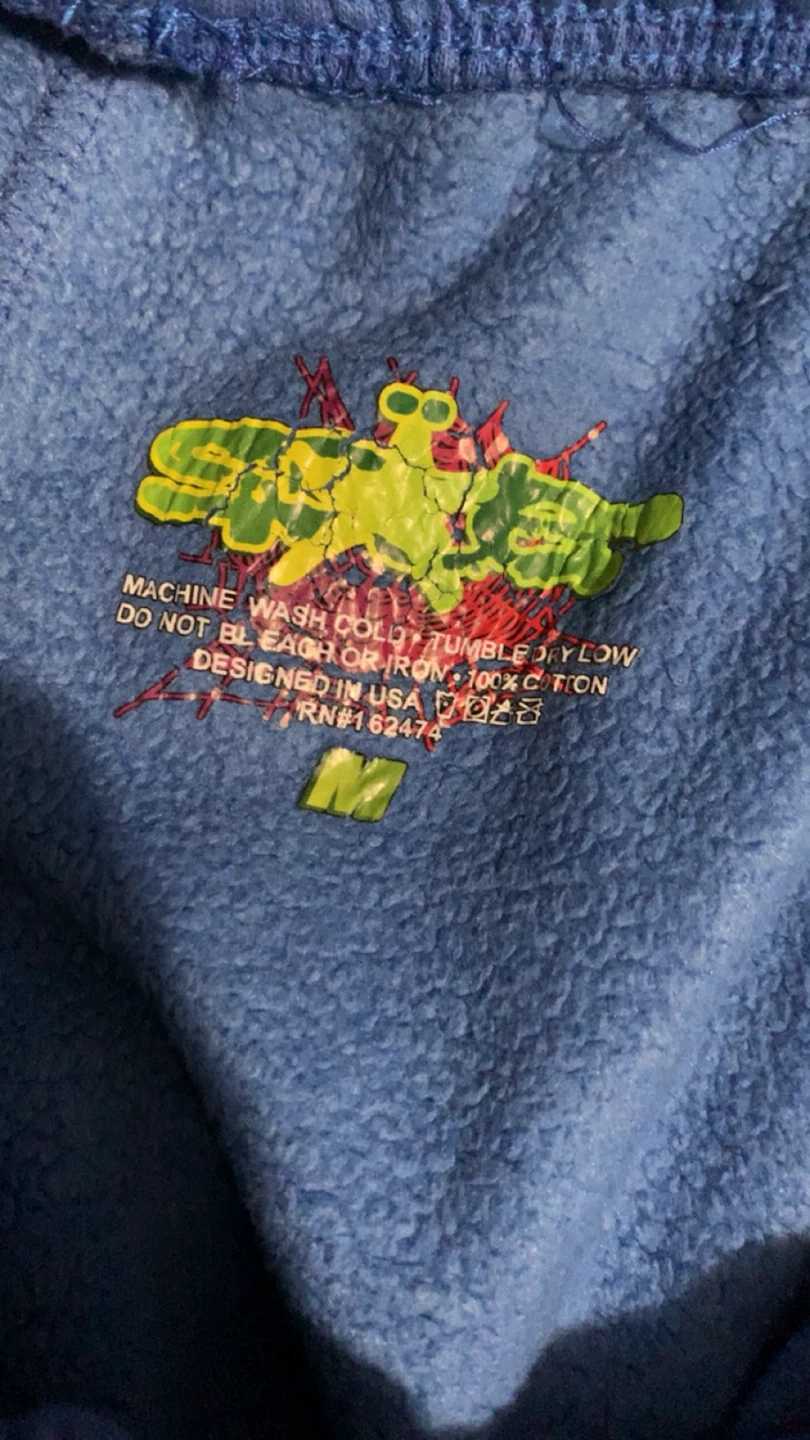 MACHINE WASH COLD • TUMBLE DRY LOW
DO NOT BLEACH OR IRON • 100% COTTON
DESIGNED IN USA
RN#162474
M